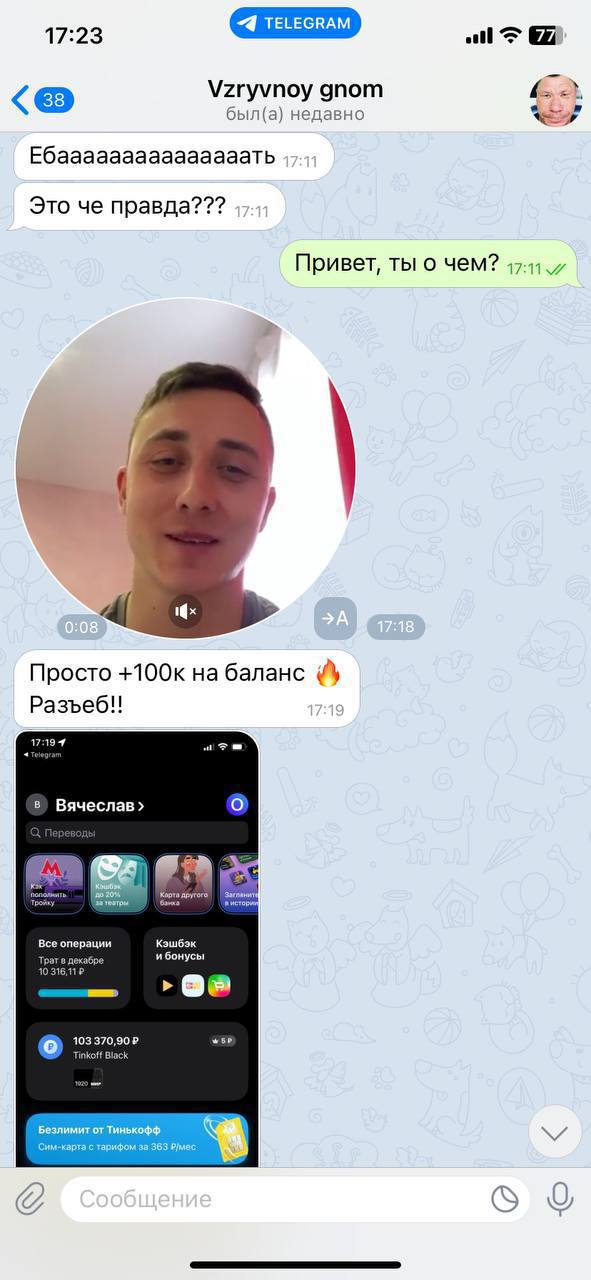 17:23
TELEGRAM
77
38
Vzryvnoy gnom
был(а) недавно
Ебааааааааааааааать 17:11
Это че правда??? 17:11
Привет, ты о чем? 17:11
0:08
→A
17:18
Просто +100к на баланс 🔥
Разъеб!! 17:19
17:19
Telegram
В Вячеслав ›
Переводы
Как
пополнить
Тройку
Кэшбэк
до 20%
за театры
Карта другого
банка
Загляните
в истори
Все операции
Трат в декабре
10 316,11 ₽
Кэшбэк
и бонусы
103 370,90 ₽
5 ₽
Tinkoff Black
1920 МИР
Безлимит от Тинькофф
Сим-карта с тарифом за 363 ₽/мес
Сообщение